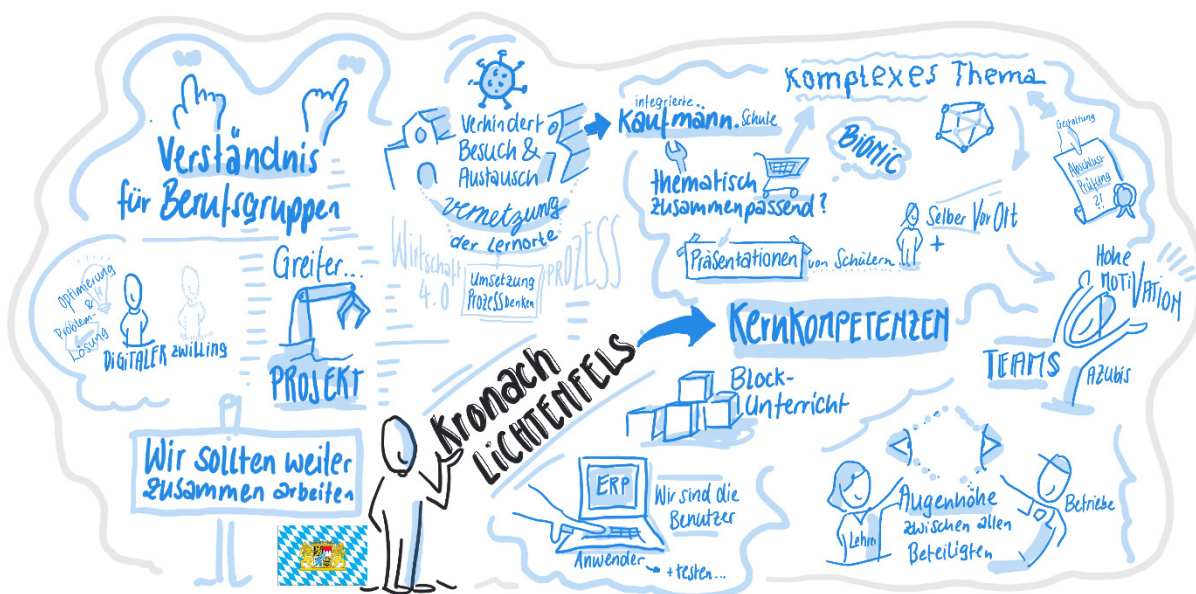 Verständnis
für Berufsgruppen
Verhindert
Besuch &
Austausch
Vernetzung
der Lernorte
Wirtschaft
4.0
PROZESS
Umsetzung
Prozessdenken
integrierte
Kaufmänn. Schule
thematisch
zusammenpassend?
Präsentationen von Schülern
+
Komplexes Thema
BIONIC
Gestaltung
Abschluss-
Prüfung
?!
Selber Vor Ort
Optimierung
&
Problem-
Lösung
DiGiTALER zwilling
Greifer...
PROJEKT
Kronach
LiCHTENFELS
KERNKOMPETENZEN
HoHE
MOTIVATION
TEAMS
AZUBiS
Block-
Unterricht
Wir sollten weiter
zusammen arbeiten
ERP
Wir sind die
Benutzer
Anwender
+testen...
Augenhöhe
zwischen allen
Beteiligten
Betriebe